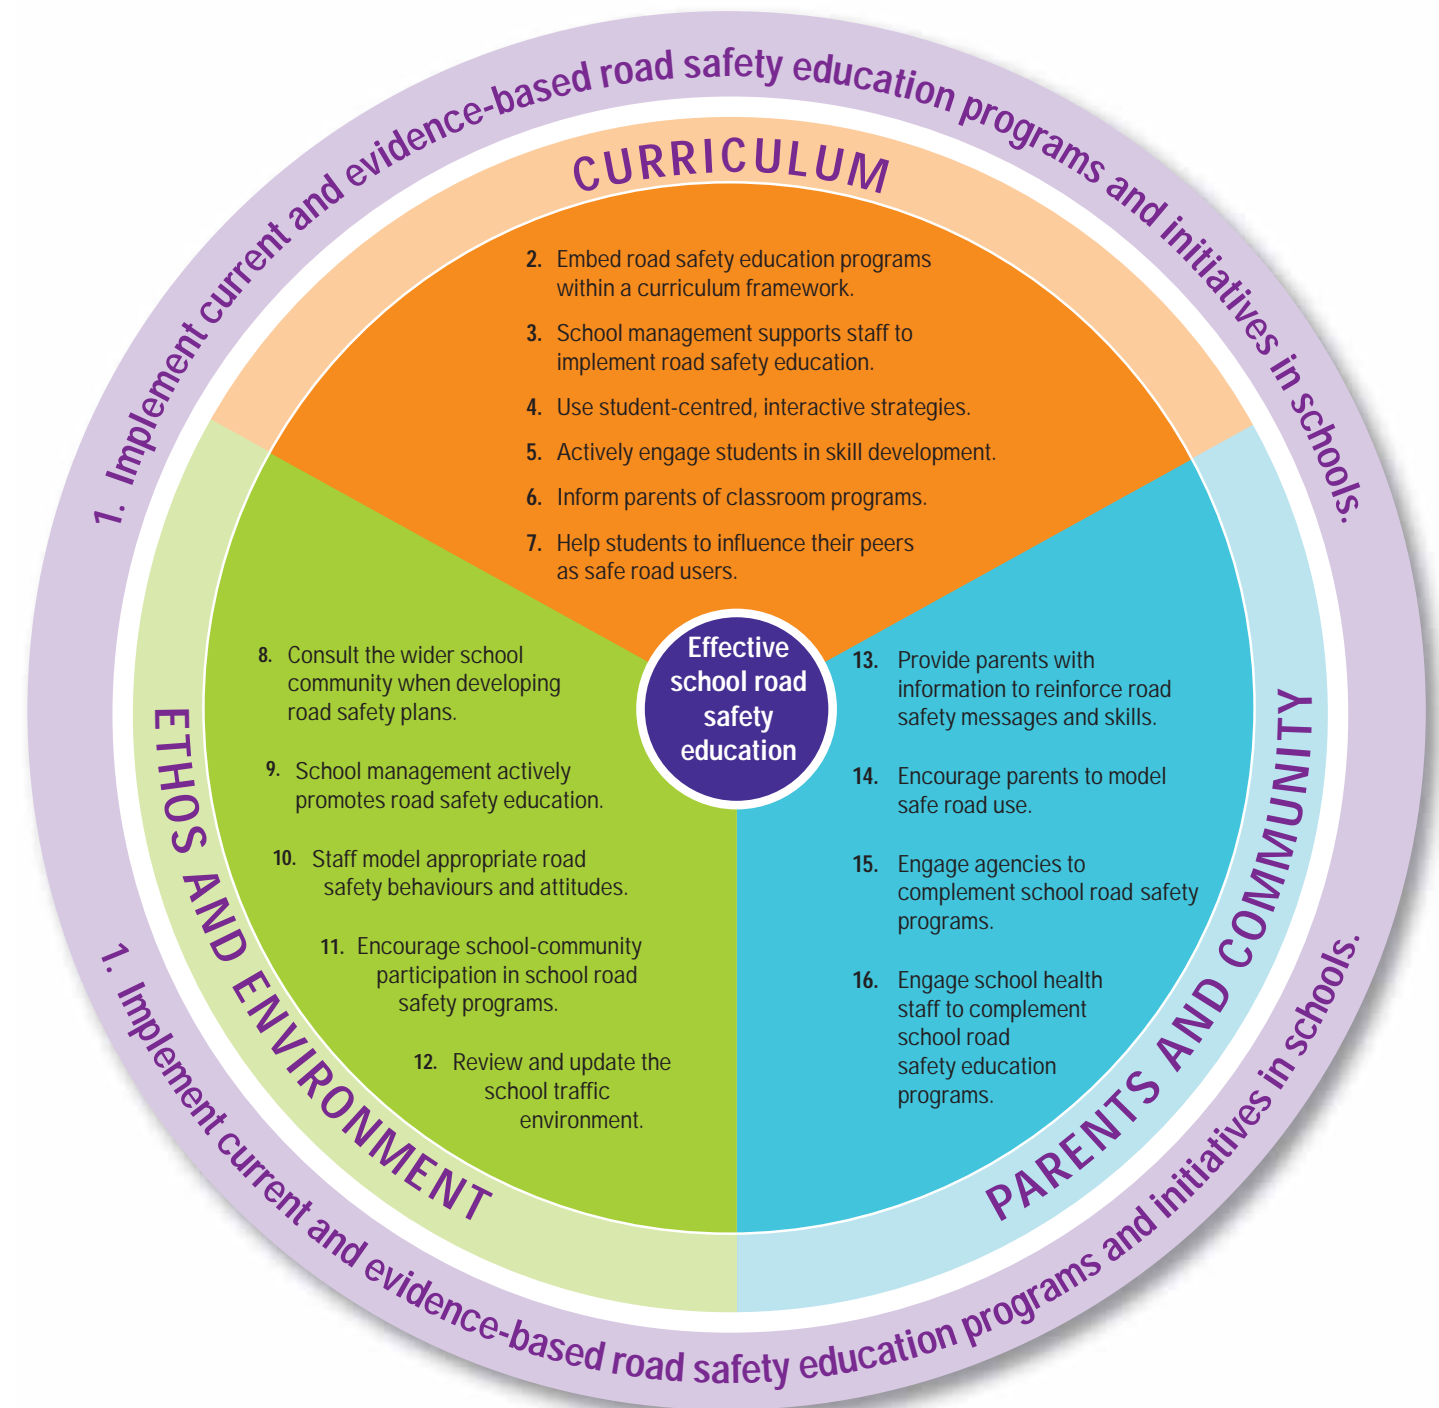 1. Implement current and evidence-based road safety education programs and initiatives in schools.
CURRICULUM
2. Embed road safety education programs
within a curriculum framework.
3. School management supports staff to
implement road safety education.
4. Use student-centred, interactive strategies.
5. Actively engage students in skill development.
6. Inform parents of classroom programs.
7. Help students to influence their peers
as safe road users.
Effective
school road
safety
education
ETHOS AND ENVIRONMENT
8. Consult the wider school
community when developing
road safety plans.
9. School management actively
promotes road safety education.
10. Staff model appropriate road
safety behaviours and attitudes.
11. Encourage school-community
participation in school road
safety programs.
12. Review and update the
school traffic
environment.
PARENTS AND COMMUNITY
13. Provide parents with
information to reinforce road
safety messages and skills.
14. Encourage parents to model
safe road use.
15. Engage agencies to
complement school road safety
programs.
16. Engage school health
staff to complement
school road
safety education
programs.
1. Implement current and evidence-based road safety education programs and initiatives in schools.